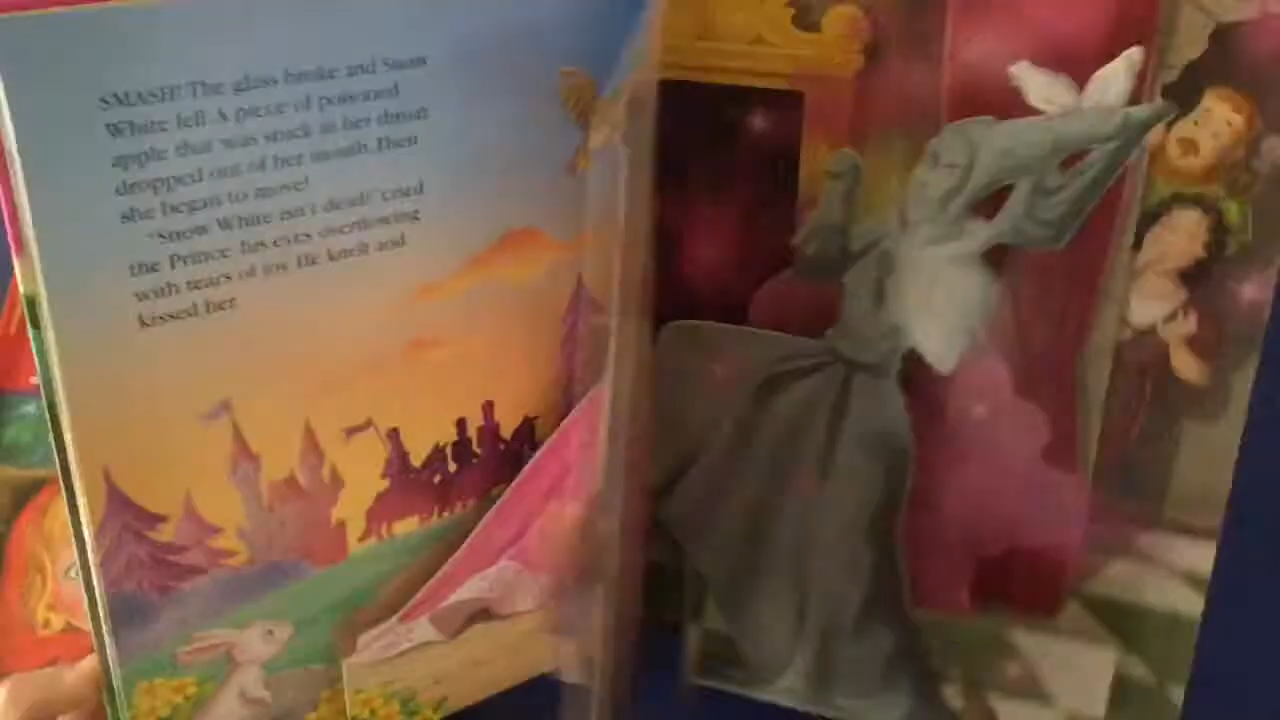 SMASH! The glass broke and Snow
White fell. A piece of poisoned
apple that was stuck in her throat
dropped out of her mouth. Then
she began to move!
"Snow White isn't dead!" cried
the Prince, his eyes overflowing
with tears of joy. He knelt and
kissed her.